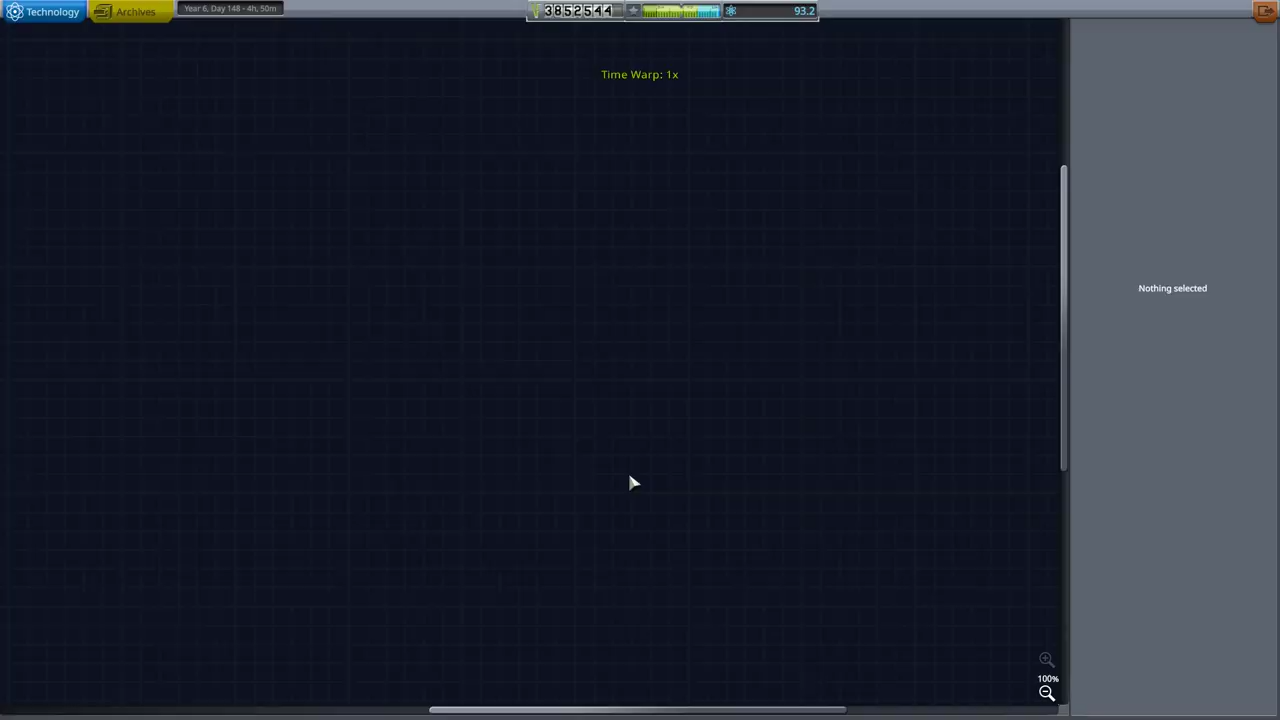 Technology
Archives
Year 6, Day 148 - 4h, 50m
3852544
93.2
Time Warp: 1x
Nothing selected
100%